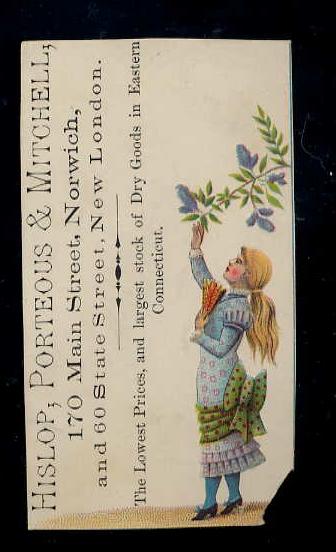 HISLOP, PORTEOUS & MITCHELL,
170 Main Street, Norwich,
and 60 State Street, New London.
The Lowest Prices, and largest stock of Dry Goods in Eastern
Connecticut.